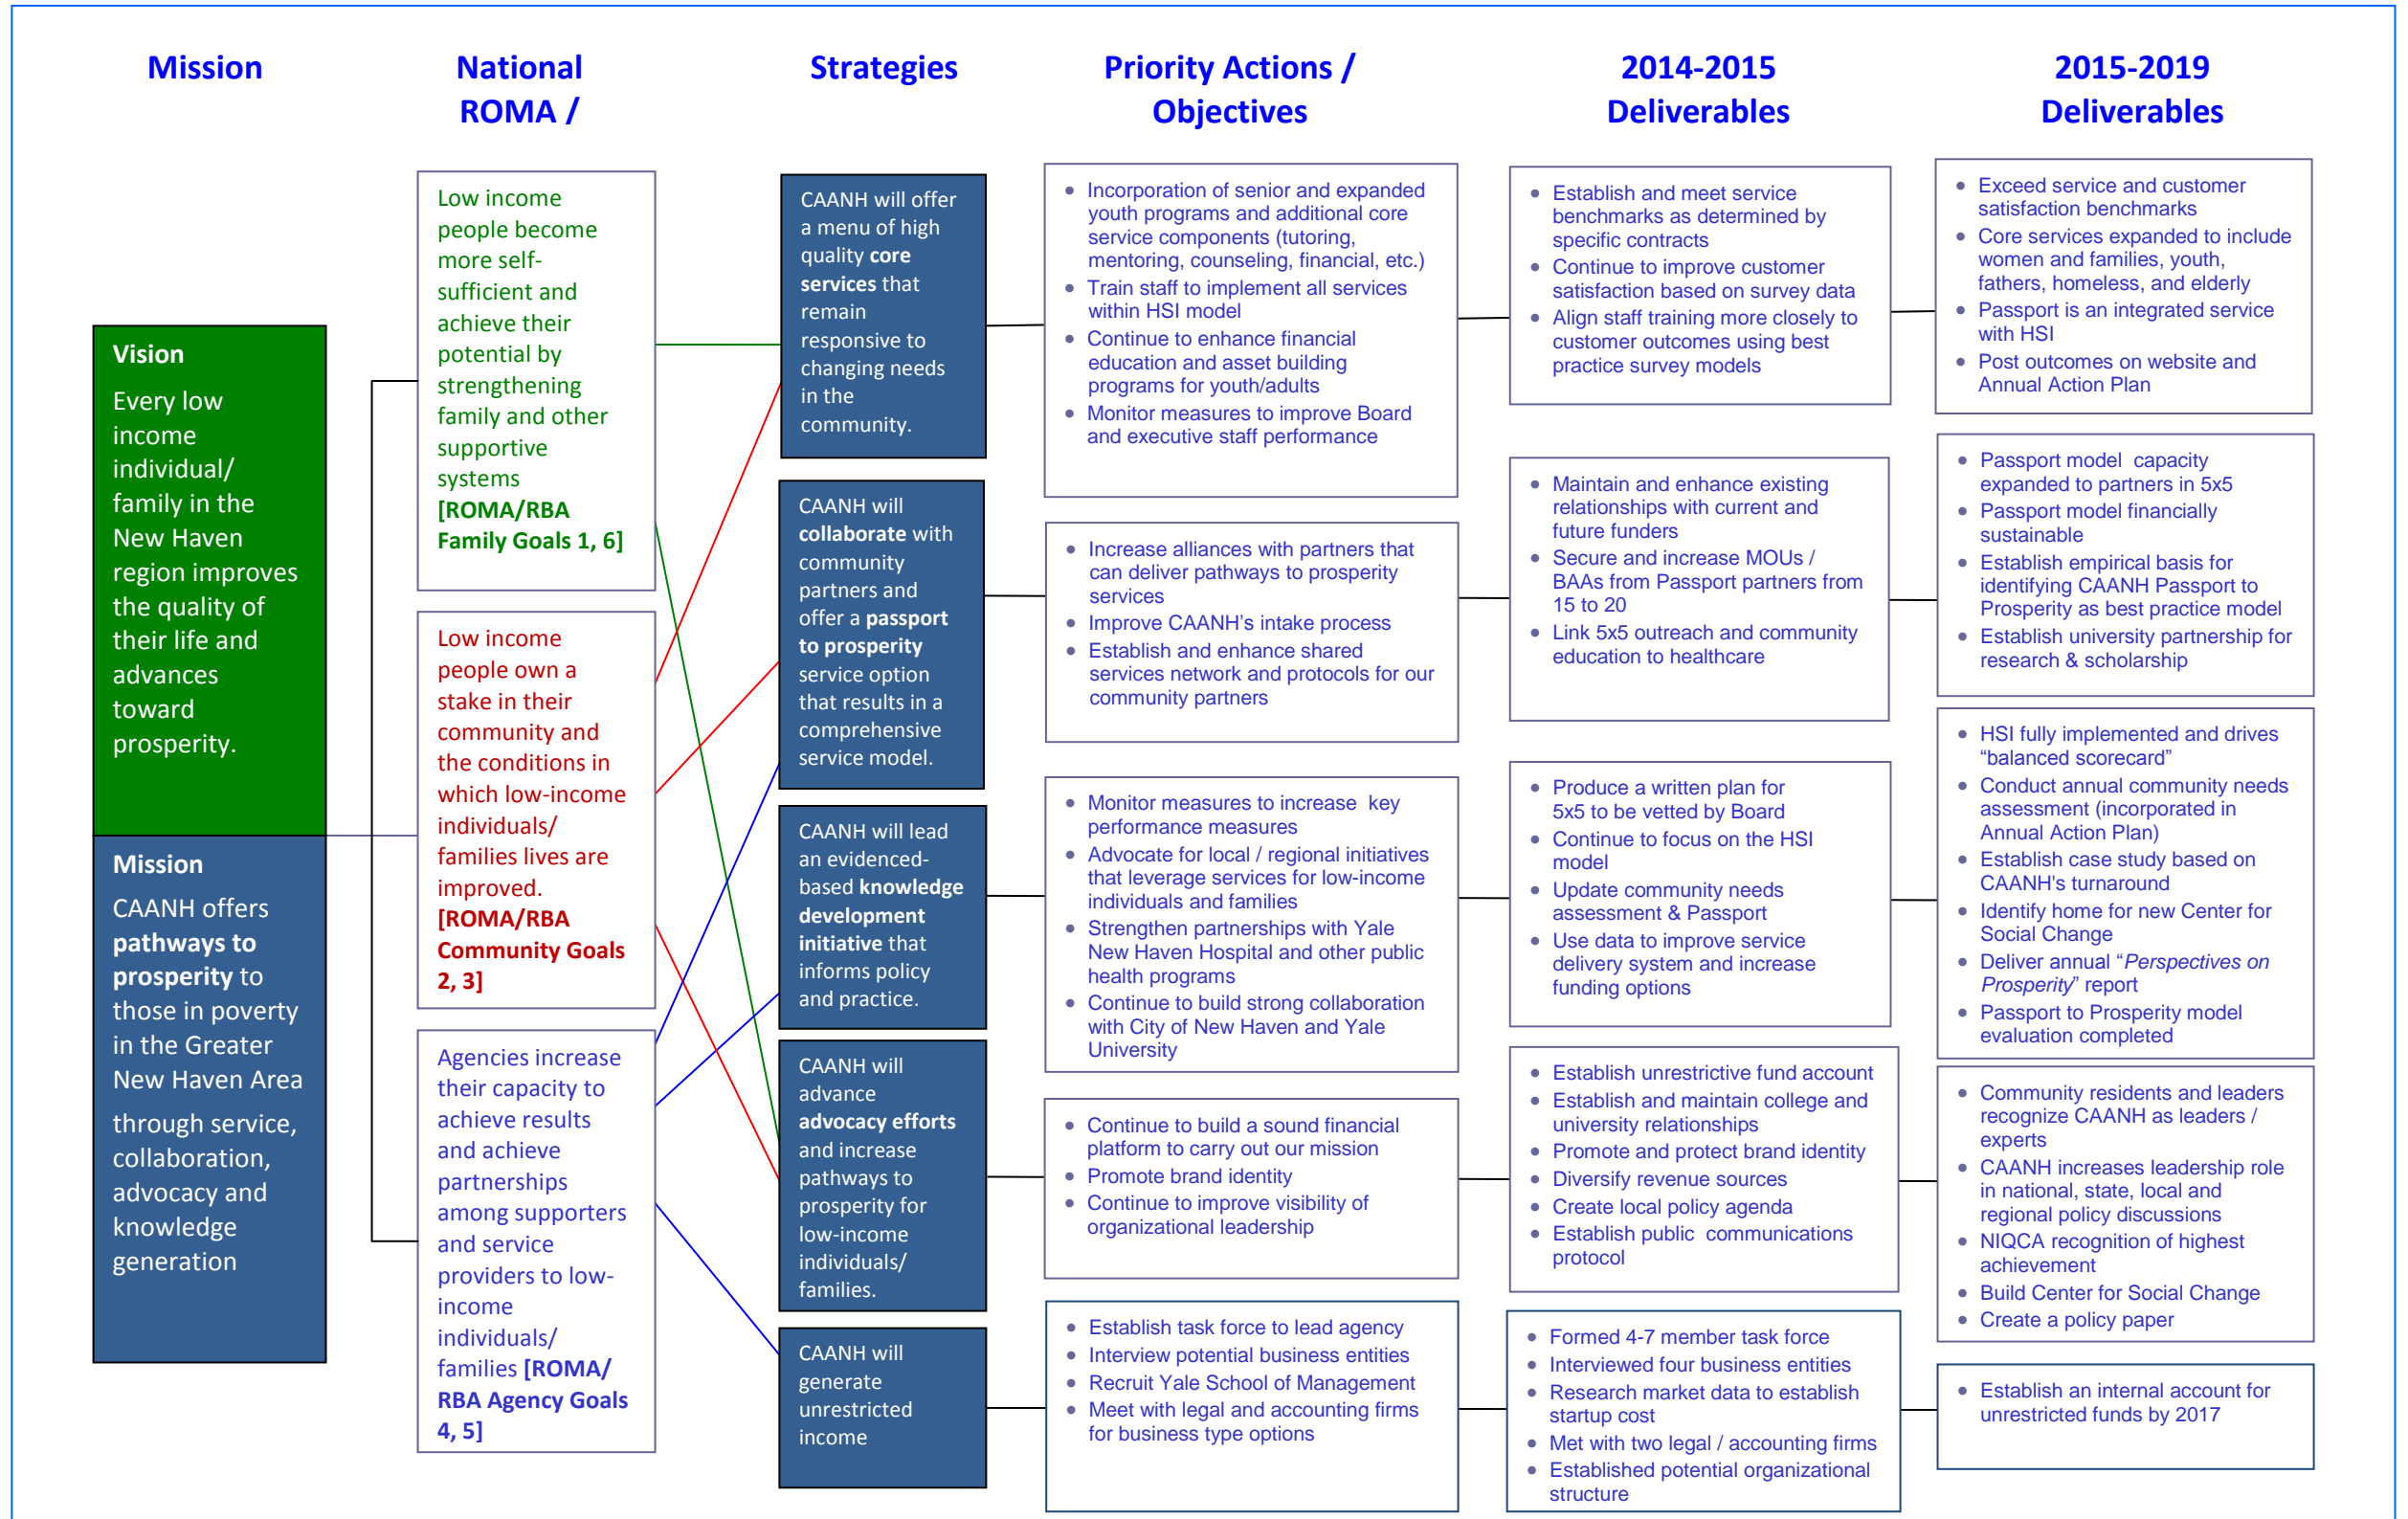 Mission
National
ROMA /
Strategies
Priority Actions /
Objectives
2014-2015
Deliverables
2015-2019
Deliverables
Vision
Every low
income
individual/
family in the
New Haven
region improves
the quality of
their life and
advances
toward
prosperity.
Mission
CAANH offers
pathways to
prosperity to
those in poverty
in the Greater
New Haven Area
through service,
collaboration,
advocacy and
knowledge
generation
Low income
people become
more self-
sufficient and
achieve their
potential by
strengthening
family and other
supportive
systems
[ROMA/RBA
Family Goals 1, 6]
Low income
people own a
stake in their
community and
the conditions in
which low-income
individuals/
families lives are
improved.
[ROMA/RBA
Community Goals
2, 3]
Agencies increase
their capacity to
achieve results
and achieve
partnerships
among supporters
and service
providers to low-
income
individuals/
families [ROMA/
RBA Agency Goals
4, 5]
CAANH will offer
a menu of high
quality core
services that
remain
responsive to
changing needs
in the
community.
CAANH will
collaborate with
community
partners and
offer a passport
to prosperity
service option
that results in a
comprehensive
service model.
CAANH will lead
an evidenced-
based knowledge
development
initiative that
informs policy
and practice.
CAANH will
advance
advocacy efforts
and increase
pathways to
prosperity for
low-income
individuals/
families.
CAANH will
generate
unrestricted
income
• Incorporation of senior and expanded
youth programs and additional core
service components (tutoring,
mentoring, counseling, financial, etc.)
• Train staff to implement all services
within HSI model
• Continue to enhance financial
education and asset building
programs for youth/adults
• Monitor measures to improve Board
and executive staff performance
• Increase alliances with partners that
can deliver pathways to prosperity
services
• Improve CAANH's intake process
• Establish and enhance shared
services network and protocols for our
community partners
• Monitor measures to increase  key
performance measures
• Advocate for local / regional initiatives
that leverage services for low-income
individuals and families
• Strengthen partnerships with Yale
New Haven Hospital and other public
health programs
• Continue to build strong collaboration
with City of New Haven and Yale
University
• Continue to build a sound financial
platform to carry out our mission
• Promote brand identity
• Continue to improve visibility of
organizational leadership
• Establish task force to lead agency
• Interview potential business entities
• Recruit Yale School of Management
• Meet with legal and accounting firms
for business type options
• Establish and meet service
benchmarks as determined by
specific contracts
• Continue to improve customer
satisfaction based on survey data
• Align staff training more closely to
customer outcomes using best
practice survey models
• Maintain and enhance existing
relationships with current and
future funders
• Secure and increase MOUs /
BAAs from Passport partners from
15 to 20
• Link 5x5 outreach and community
education to healthcare
• Produce a written plan for
5x5 to be vetted by Board
• Continue to focus on the HSI
model
• Update community needs
assessment & Passport
• Use data to improve service
delivery system and increase
funding options
• Establish unrestrictive fund account
• Establish and maintain college and
university relationships
• Promote and protect brand identity
• Diversify revenue sources
• Create local policy agenda
• Establish public  communications
protocol
• Formed 4-7 member task force
• Interviewed four business entities
• Research market data to establish
startup cost
• Met with two legal / accounting firms
• Established potential organizational
structure
• Exceed service and customer
satisfaction benchmarks
• Core services expanded to include
women and families, youth,
fathers, homeless, and elderly
• Passport is an integrated service
with HSI
• Post outcomes on website and
Annual Action Plan
• Passport model  capacity
expanded to partners in 5x5
• Passport model financially
sustainable
• Establish empirical basis for
identifying CAANH Passport to
Prosperity as best practice model
• Establish university partnership for
research & scholarship
• HSI fully implemented and drives
“balanced scorecard”
• Conduct annual community needs
assessment (incorporated in
Annual Action Plan)
• Establish case study based on
CAANH's turnaround
• Identify home for new Center for
Social Change
• Deliver annual “Perspectives on
Prosperity” report
• Passport to Prosperity model
evaluation completed
• Community residents and leaders
recognize CAANH as leaders /
experts
• CAANH increases leadership role
in national, state, local and
regional policy discussions
• NIQCA recognition of highest
achievement
• Build Center for Social Change
• Create a policy paper
• Establish an internal account for
unrestricted funds by 2017